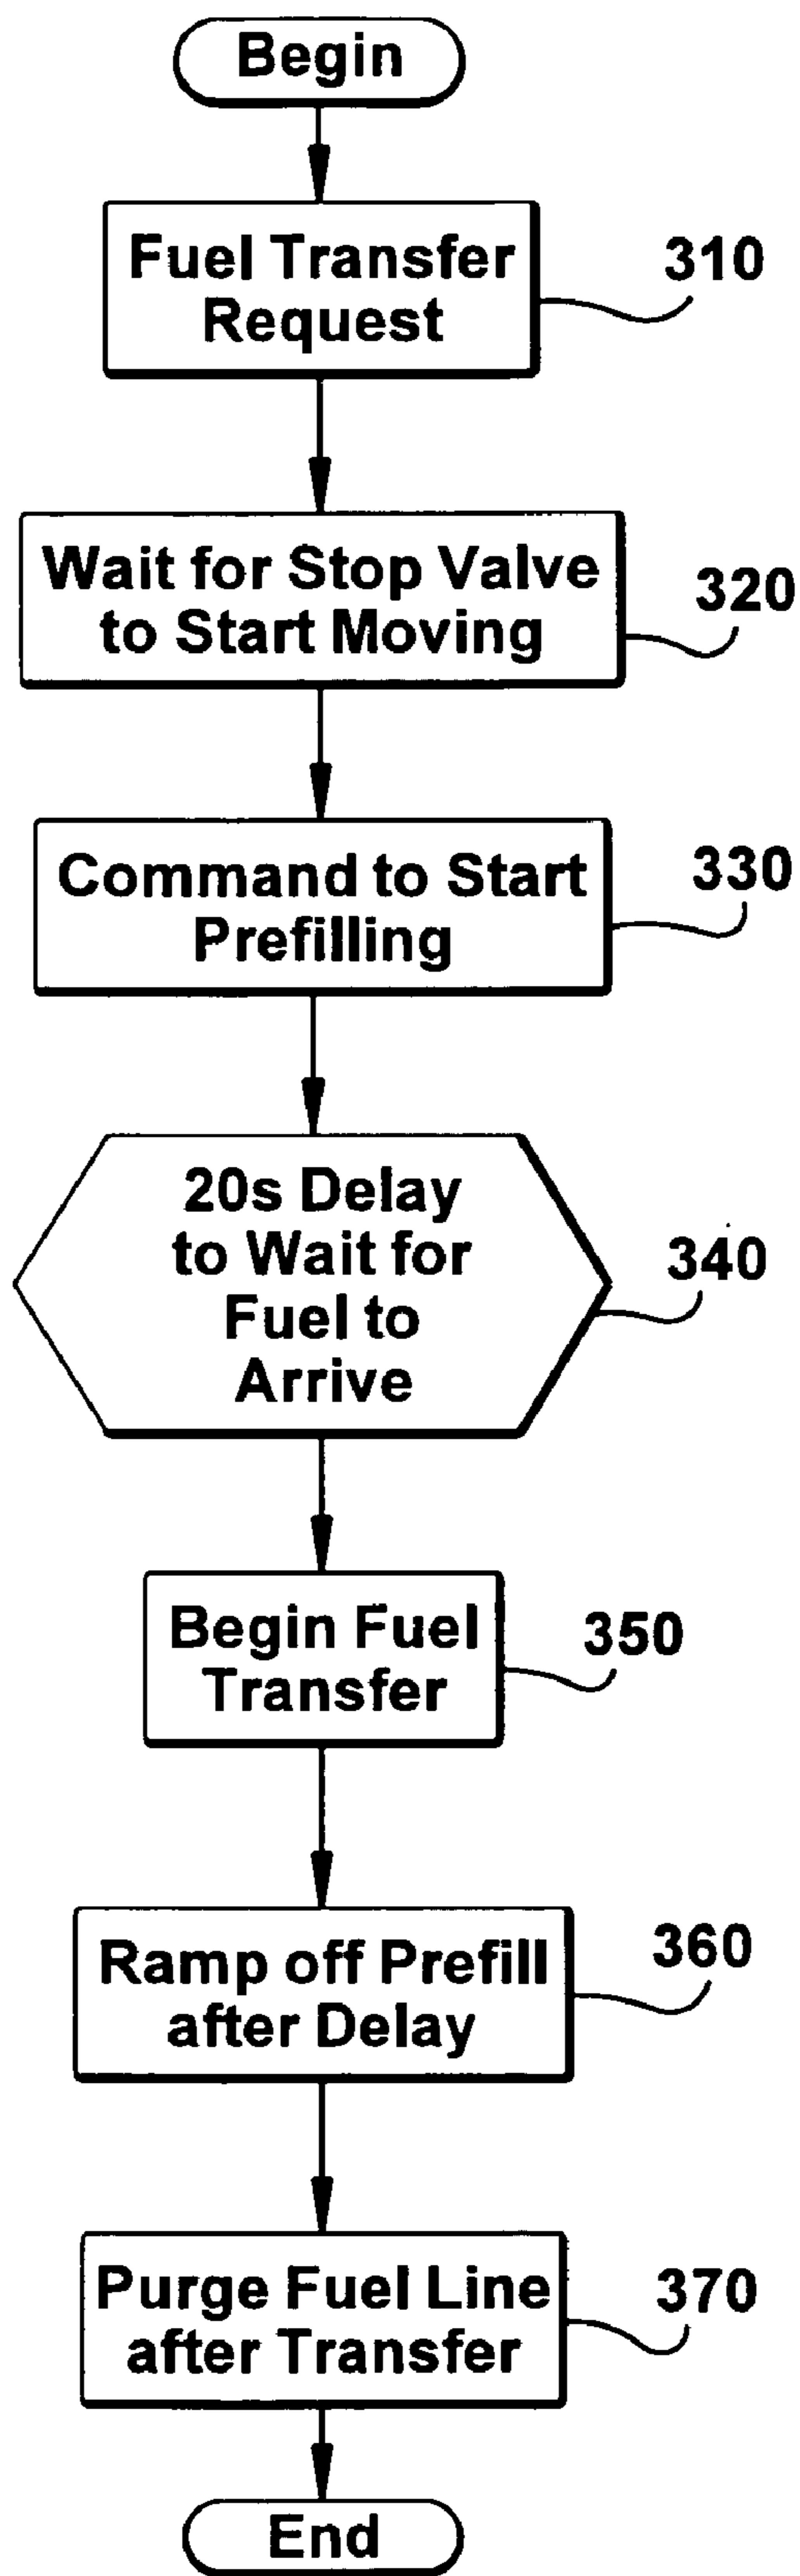 Begin
Fuel Transfer
Request
310
Wait for Stop Valve
to Start Moving
320
Command to Start
Prefilling
330
20s Delay
to Wait for
Fuel to
Arrive
340
Begin Fuel
Transfer
350
Ramp off Prefill
after Delay
360
Purge Fuel Line
after Transfer
370
End